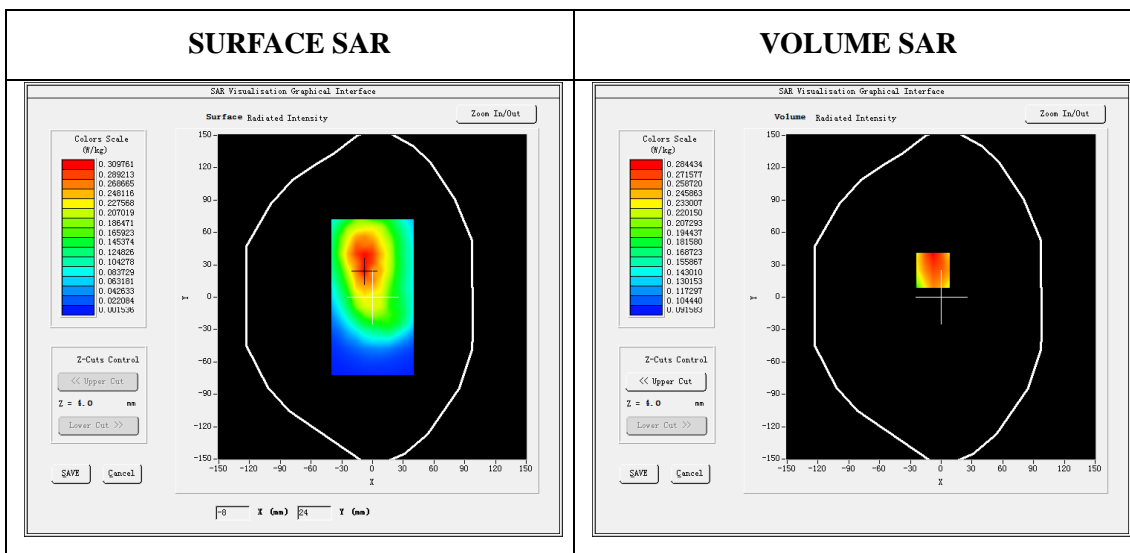 SURFACE SAR
VOLUME SAR
SAR Visualisation Graphical Interface
Surface Radiated Intensity
Zoom In/Out
Colors Scale
(W/kg)
0.309761
0.289213
0.268665
0.248116
0.227568
0.207019
0.186471
0.165923
0.145374
0.124826
0.104278
0.083729
0.063181
0.042633
0.022084
0.001536
150
120
90
60
30
0
-30
-60
-90
-120
-150
Y
-150 -120 -90 -60 -30 0 30 60 90 120 150
X
Z-Cuts Control
<< Upper Cut
Z = 4.0 mm
Lower Cut >>
SAVE Cancel
-8 X (mm) 24 Y (mm)
SAR Visualisation Graphical Interface
Volume Radiated Intensity
Zoom In/Out
Colors Scale
(W/kg)
0.284434
0.271577
0.258720
0.245863
0.233007
0.220150
0.207293
0.194437
0.181580
0.168723
0.155867
0.143010
0.130153
0.117297
0.104440
0.091583
150
120
90
60
30
0
-30
-60
-90
-120
-150
Y
-150 -120 -90 -60 -30 0 30 60 90 120 150
X
Z-Cuts Control
<< Upper Cut
Z = 4.0 mm
Lower Cut >>
SAVE Cancel